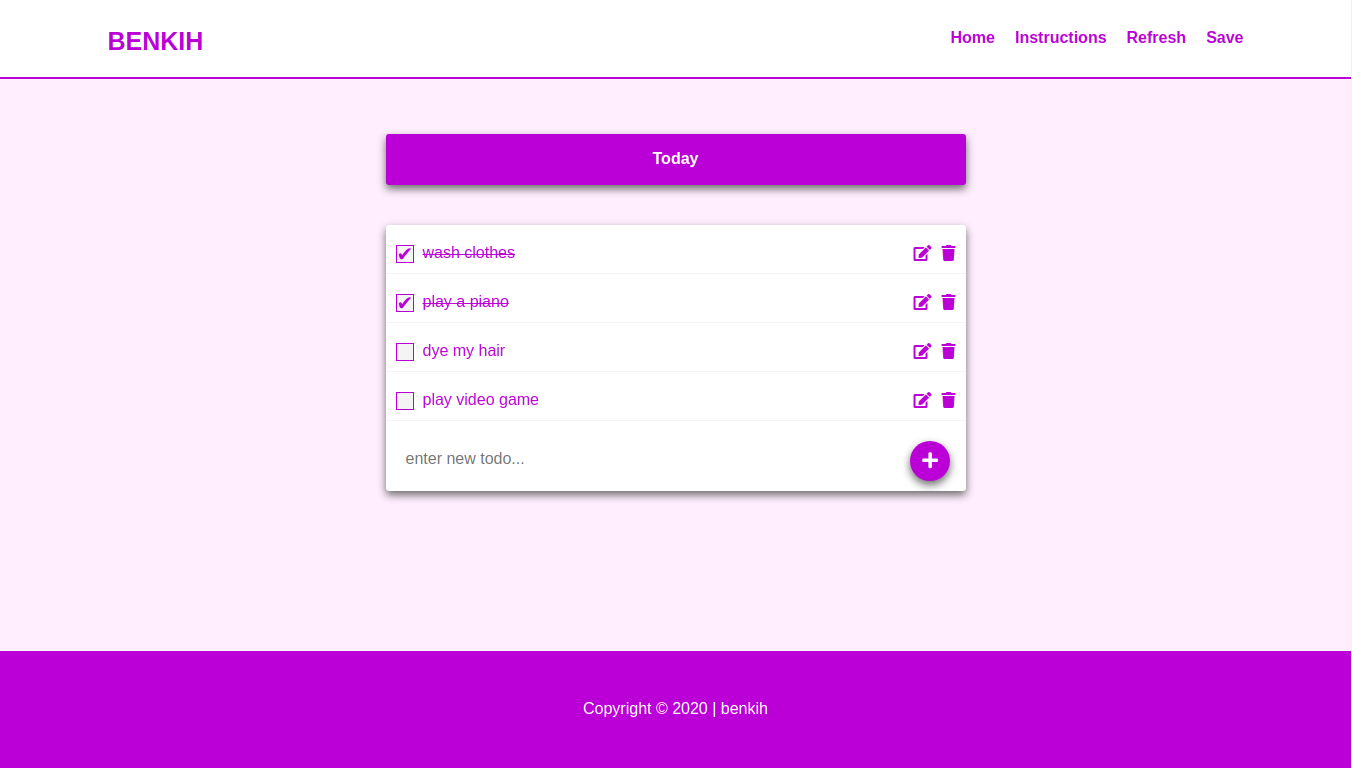 BENKIH
Home Instructions Refresh Save
Today
wash clothes
play a piano
dye my hair
play video game
enter new todo...
Copyright © 2020 | benkih